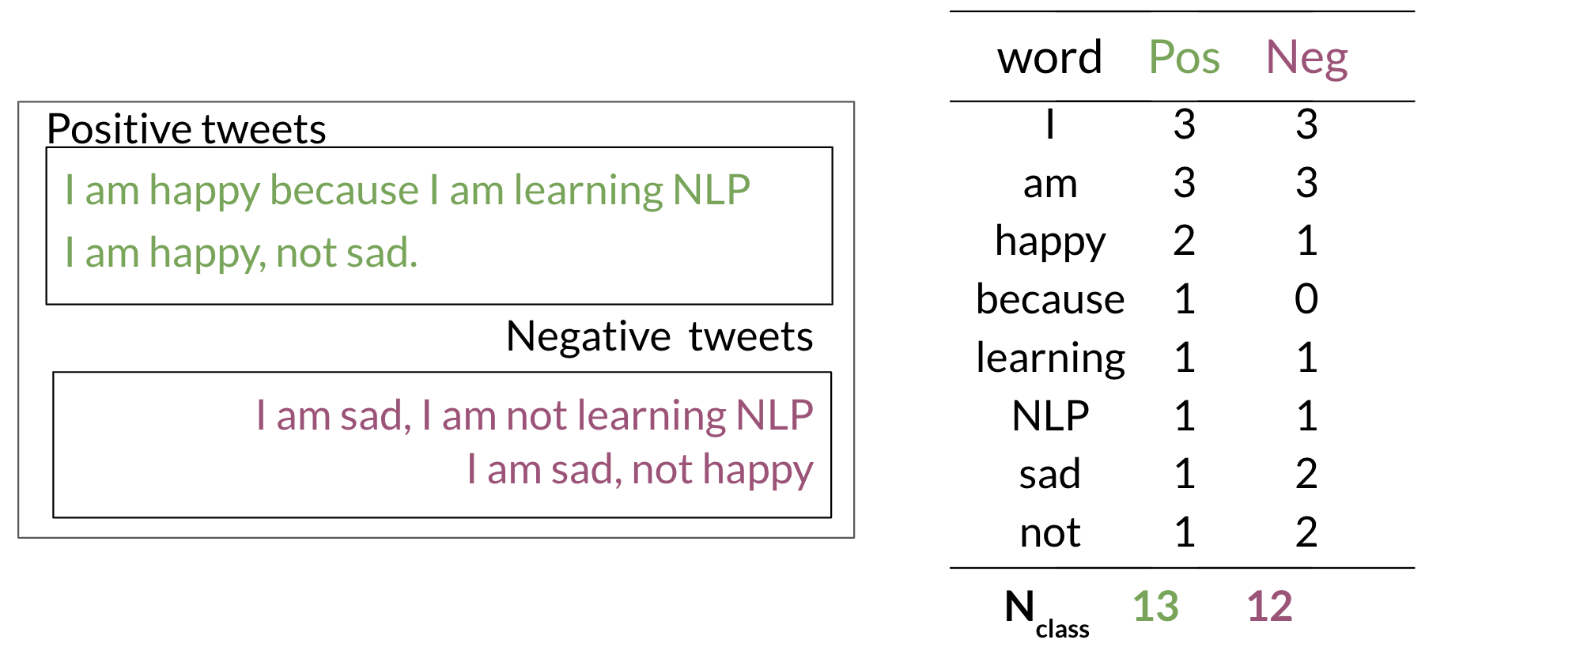 Positive tweets
I am happy because I am learning NLP
I am happy, not sad.
Negative tweets
I am sad, I am not learning NLP
I am sad, not happy
word Pos Neg
I 3 3
am 3 3
happy 2 1
because 1 0
learning 1 1
NLP 1 1
sad 1 2
not 1 2
Nclass 13 12